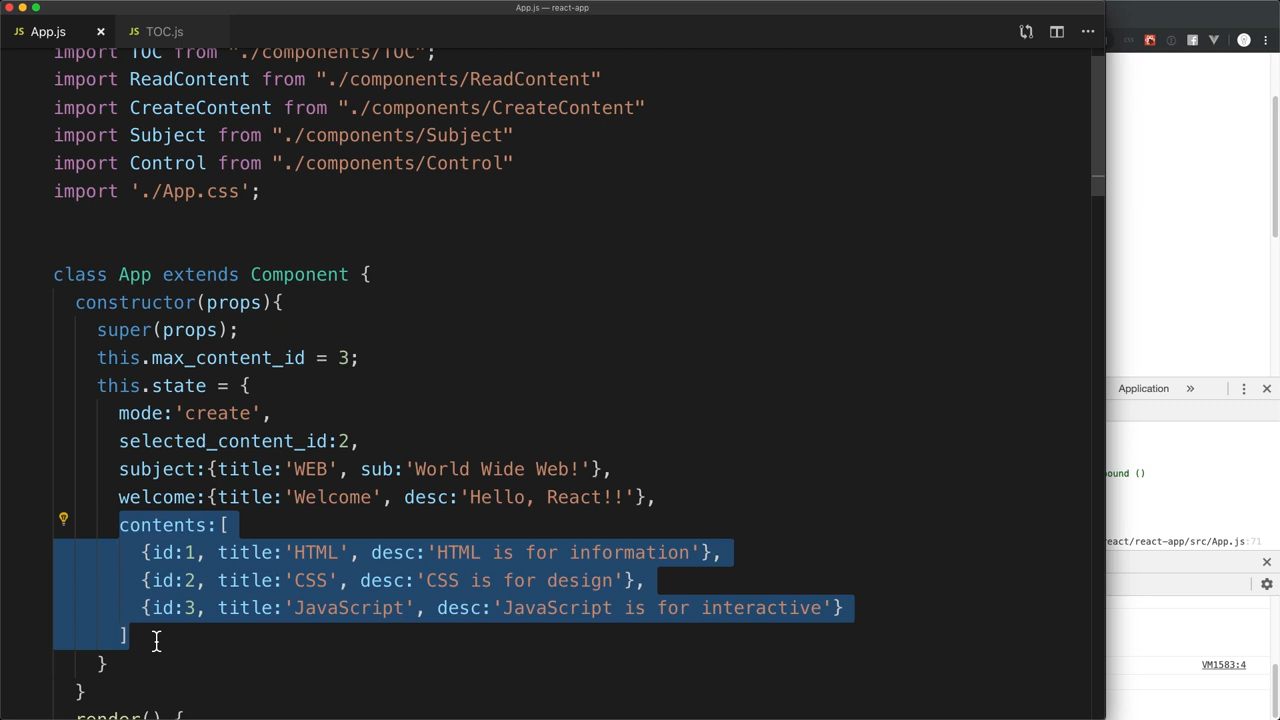 App.js — react-app
JS App.js
JS TOC.js
import TOC from "./components/TOC";
import ReadContent from "./components/ReadContent"
import CreateContent from "./components/CreateContent"
import Subject from "./components/Subject"
import Control from "./components/Control"
import './App.css';
class App extends Component {
constructor(props){
super(props);
this.max_content_id = 3;
this.state = {
mode:'create',
selected_content_id:2,
subject:{title:'WEB', sub:'World Wide Web!'},
welcome:{title:'Welcome', desc:'Hello, React!!'},
contents:[
{id:1, title:'HTML', desc:'HTML is for information'},
{id:2, title:'CSS', desc:'CSS is for design'},
{id:3, title:'JavaScript', desc:'JavaScript is for interactive'}
]
}
}
render() {
Application
ound ()
eact/react-app/src/App.js:71
VM1583:4